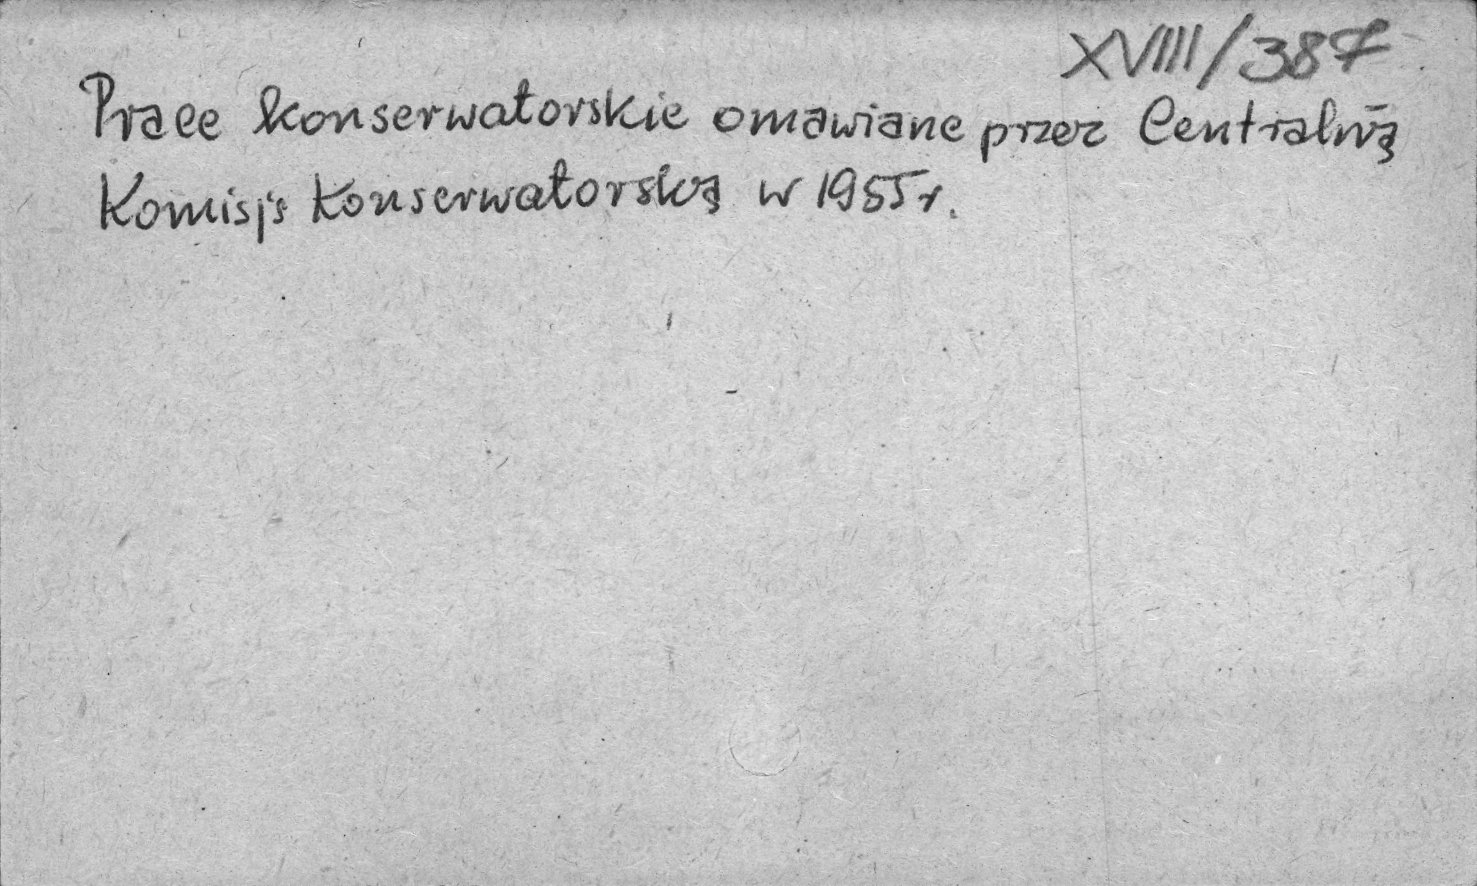 XVIII/387
Prace konserwatorskie omawiane przez Centralną
Komisję Konserwatorską w 1955 r.